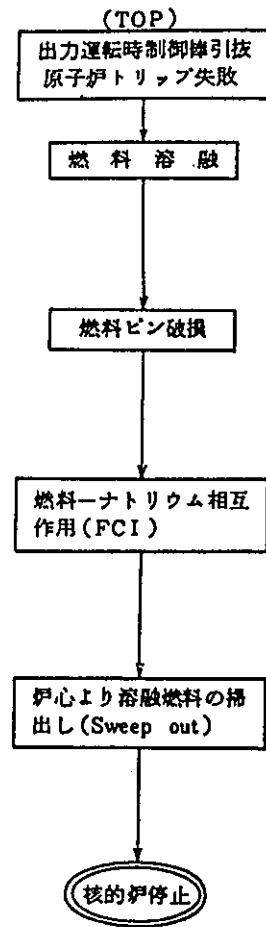 (TOP)
出力運転時制御棒引抜
原子炉トリップ失敗
燃料溶融
燃料ピン破損
燃料ーナトリウム相互
作用(FCI)
炉心より溶融燃料の掃
出し(Sweep out)
核的炉停止